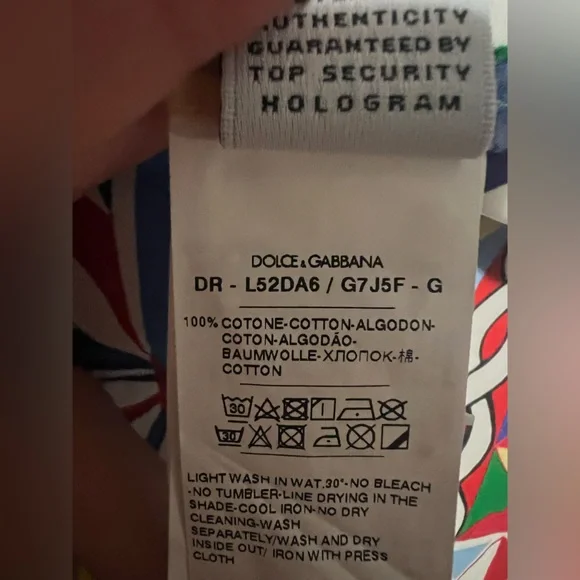 AUTHENTICITY
GUARANTEED BY
TOP SECURITY
HOLOGRAM
DOLCE & GABBANA
DR - L52DA6 / G7J5F - G
100% COTONE-COTTON-ALGODON-
COTON-ALGODÃO-
BAUMWOLLE-ХЛОПОК-棉-
COTTON
30
30
LIGHT WASH IN WAT.30°-NO BLEACH
-NO TUMBLER-LINE DRYING IN THE
SHADE-COOL IRON-NO DRY
CLEANING-WASH
SEPARATELY/WASH AND DRY
INSIDE OUT/ IRON WITH PRESS
CLOTH